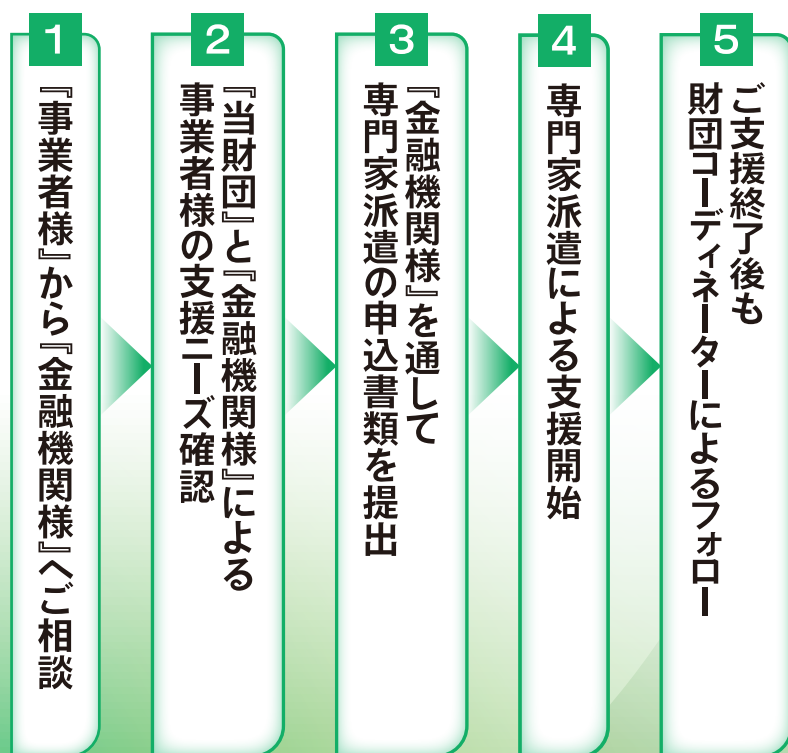 1
『事業者様』から『金融機関様』へご相談
2
『当財団』と『金融機関様』による
事業者様の支援ニーズ確認
3
『金融機関様』を通して
専門家派遣の申込書類を提出
4
専門家派遣による支援開始
5
ご支援終了後も
財団コーディネーターによるフォロー